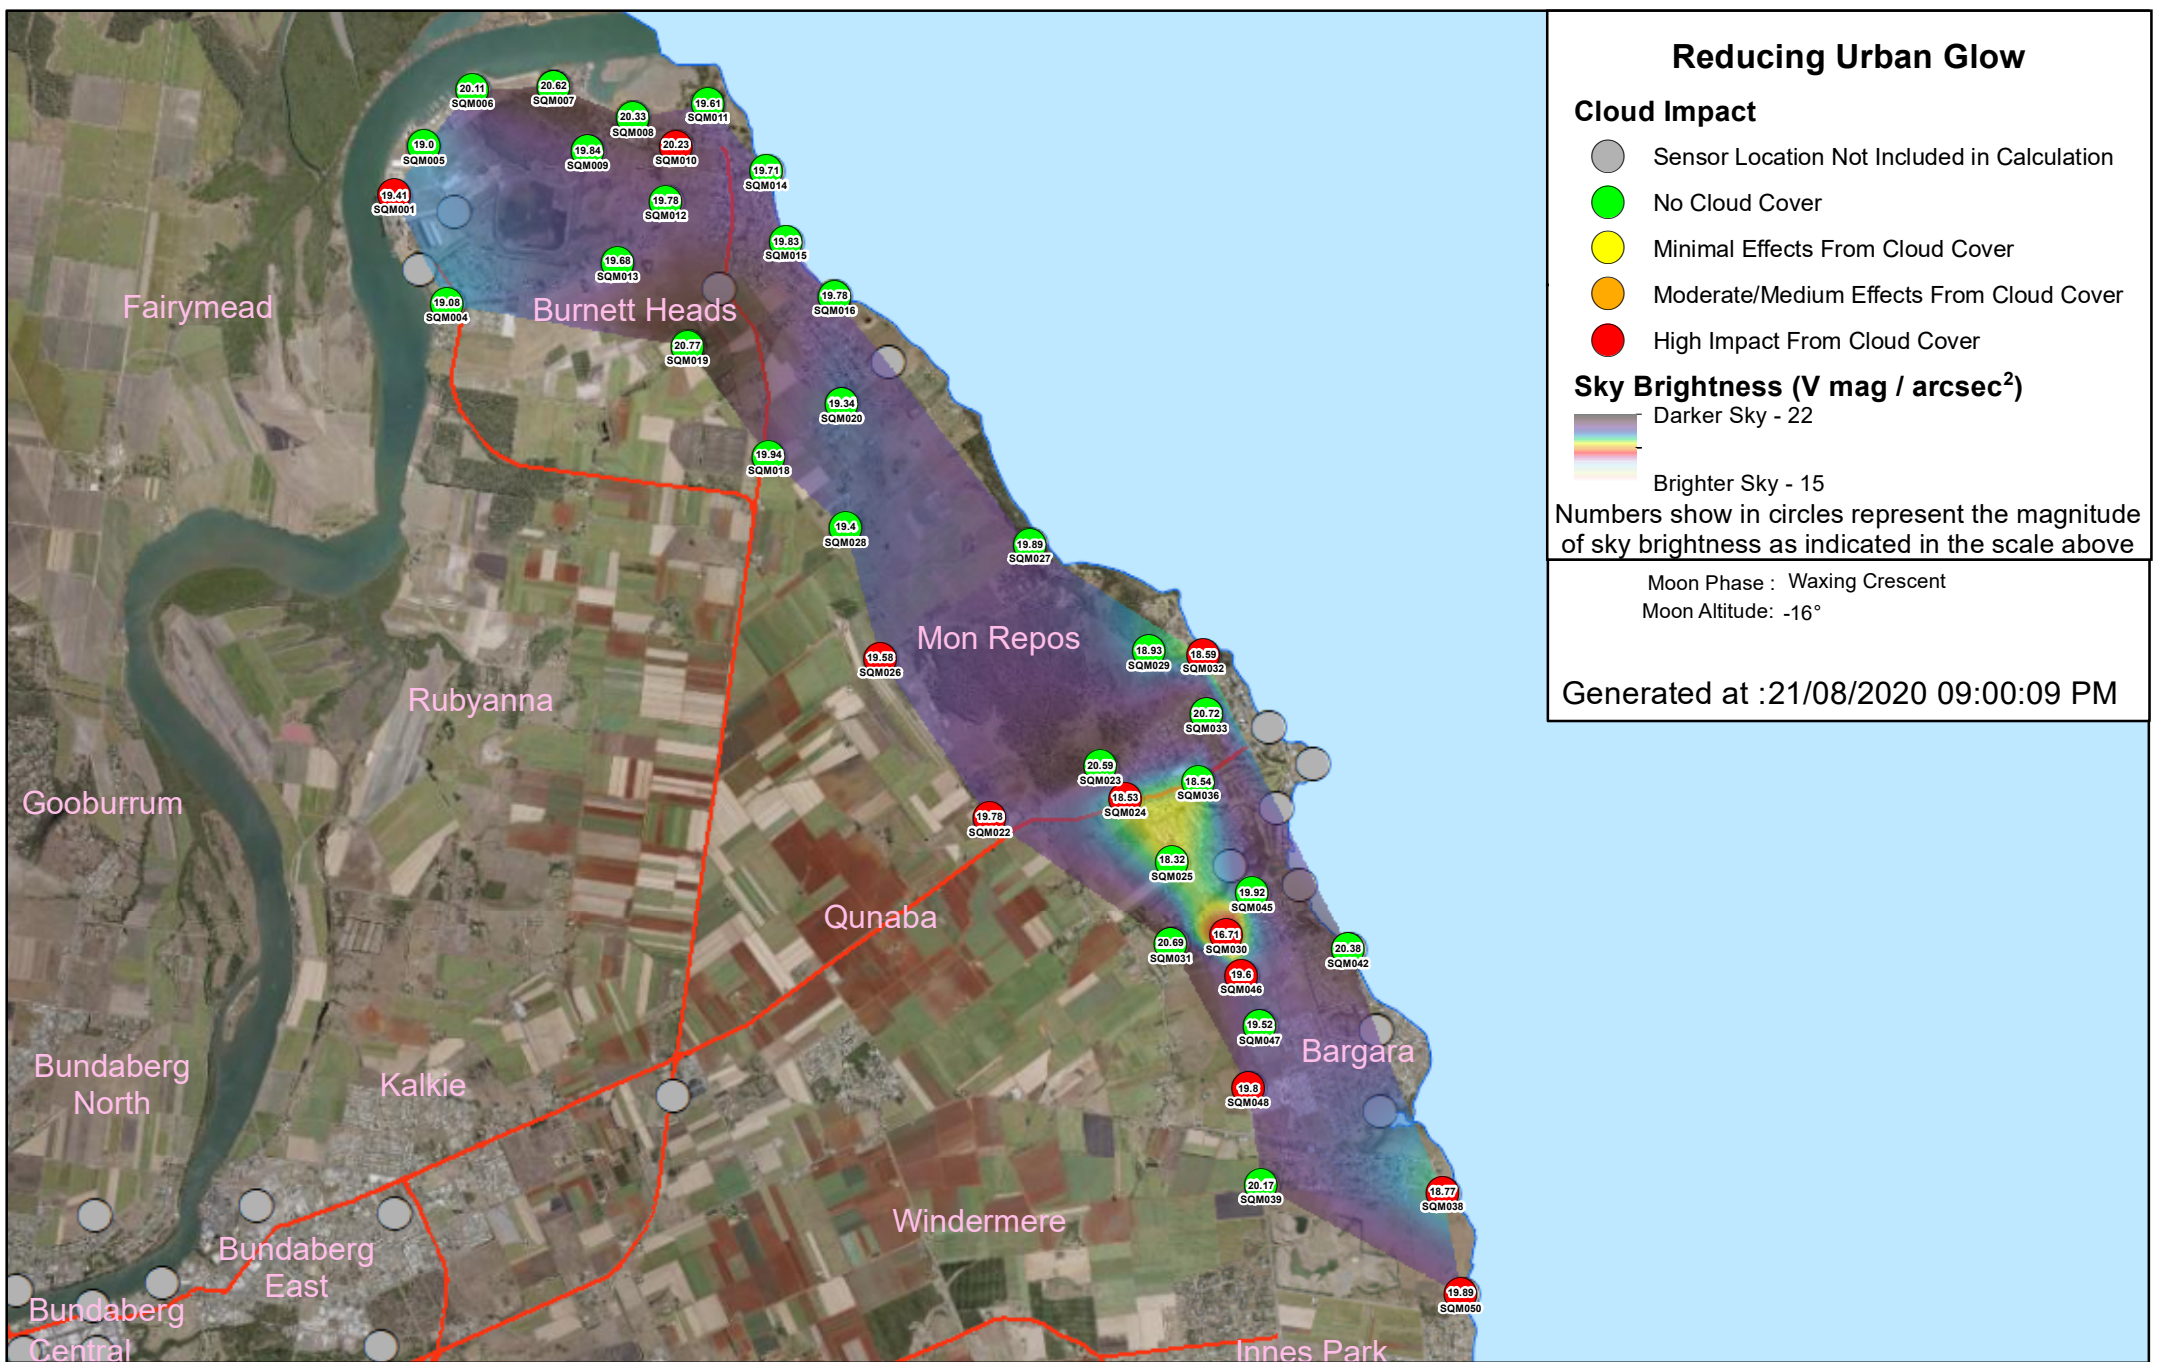 Reducing Urban Glow
Cloud Impact
Sensor Location Not Included in Calculation
No Cloud Cover
Minimal Effects From Cloud Cover
Moderate/Medium Effects From Cloud Cover
High Impact From Cloud Cover
Sky Brightness (V mag / arcsec²)
Darker Sky - 22
Brighter Sky - 15
Numbers show in circles represent the magnitude
of sky brightness as indicated in the scale above
Moon Phase : Waxing Crescent
Moon Altitude: -16°
Generated at :21/08/2020 09:00:09 PM
20.11
SQM006
20.62
SQM007
20.33
SQM008
19.61
SQM011
19.0
SQM005
19.84
SQM009
20.23
SQM010
19.71
SQM014
19.41
SQM001
19.78
SQM012
19.83
SQM015
19.68
SQM013
19.08
SQM004
19.78
SQM016
Fairymead
Burnett Heads
20.77
SQM019
19.34
SQM020
19.94
SQM018
19.4
SQM028
19.89
SQM027
Mon Repos
18.93
SQM029
18.59
SQM032
19.58
SQM026
Rubyanna
20.72
SQM033
20.59
SQM023
18.54
SQM036
18.53
SQM024
19.78
SQM022
Gooburrum
18.32
SQM025
19.92
SQM045
Qunaba
16.71
SQM030
20.69
SQM031
20.38
SQM042
19.6
SQM046
19.52
SQM047
Bargara
Bundaberg
North
Kalkie
19.8
SQM048
20.17
SQM039
18.77
SQM038
Windermere
Bundaberg
East
19.89
SQM050
Bundaberg
Central
Innes Park